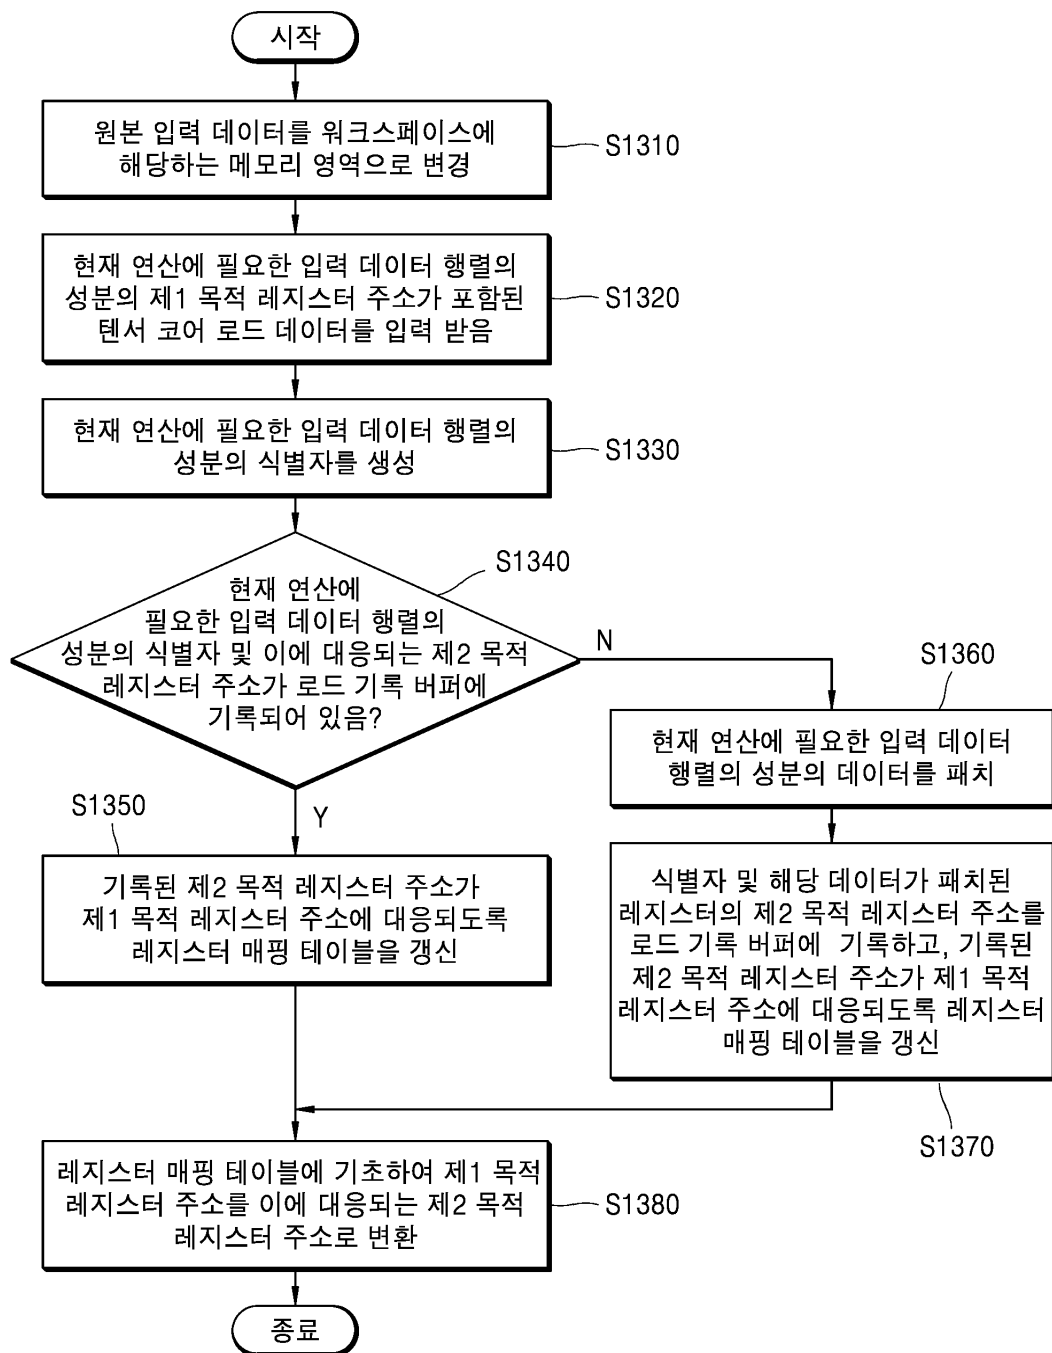 시작
원본 입력 데이터를 워크스페이스에
해당하는 메모리 영역으로 변경
S1310
현재 연산에 필요한 입력 데이터 행렬의
성분의 제1 목적 레지스터 주소가 포함된
텐서 코어 로드 데이터를 입력 받음
S1320
현재 연산에 필요한 입력 데이터 행렬의
성분의 식별자를 생성
S1330
S1340
현재 연산에
필요한 입력 데이터 행렬의
성분의 식별자 및 이에 대응되는 제2 목적
레지스터 주소가 로드 기록 버퍼에
기록되어 있음?
N
Y
S1350
기록된 제2 목적 레지스터 주소가
제1 목적 레지스터 주소에 대응되도록
레지스터 매핑 테이블을 갱신
S1360
현재 연산에 필요한 입력 데이터
행렬의 성분의 데이터를 패치
식별자 및 해당 데이터가 패치된
레지스터의 제2 목적 레지스터 주소를
로드 기록 버퍼에 기록하고, 기록된
제2 목적 레지스터 주소가 제1 목적
레지스터 주소에 대응되도록 레지스터
매핑 테이블을 갱신
S1370
레지스터 매핑 테이블에 기초하여 제1 목적
레지스터 주소를 이에 대응되는 제2 목적
레지스터 주소로 변환
S1380
종료